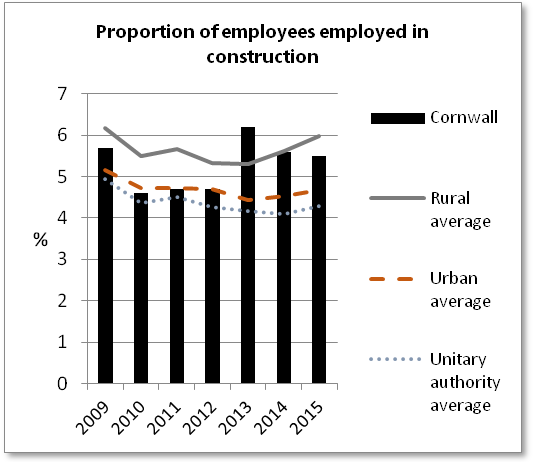 Proportion of employees employed in
construction
7
6
5
4
3
2
1
0
%
2009
2010
2011
2012
2013
2014
2015
Cornwall
Rural
average
Urban
average
Unitary
authority
average